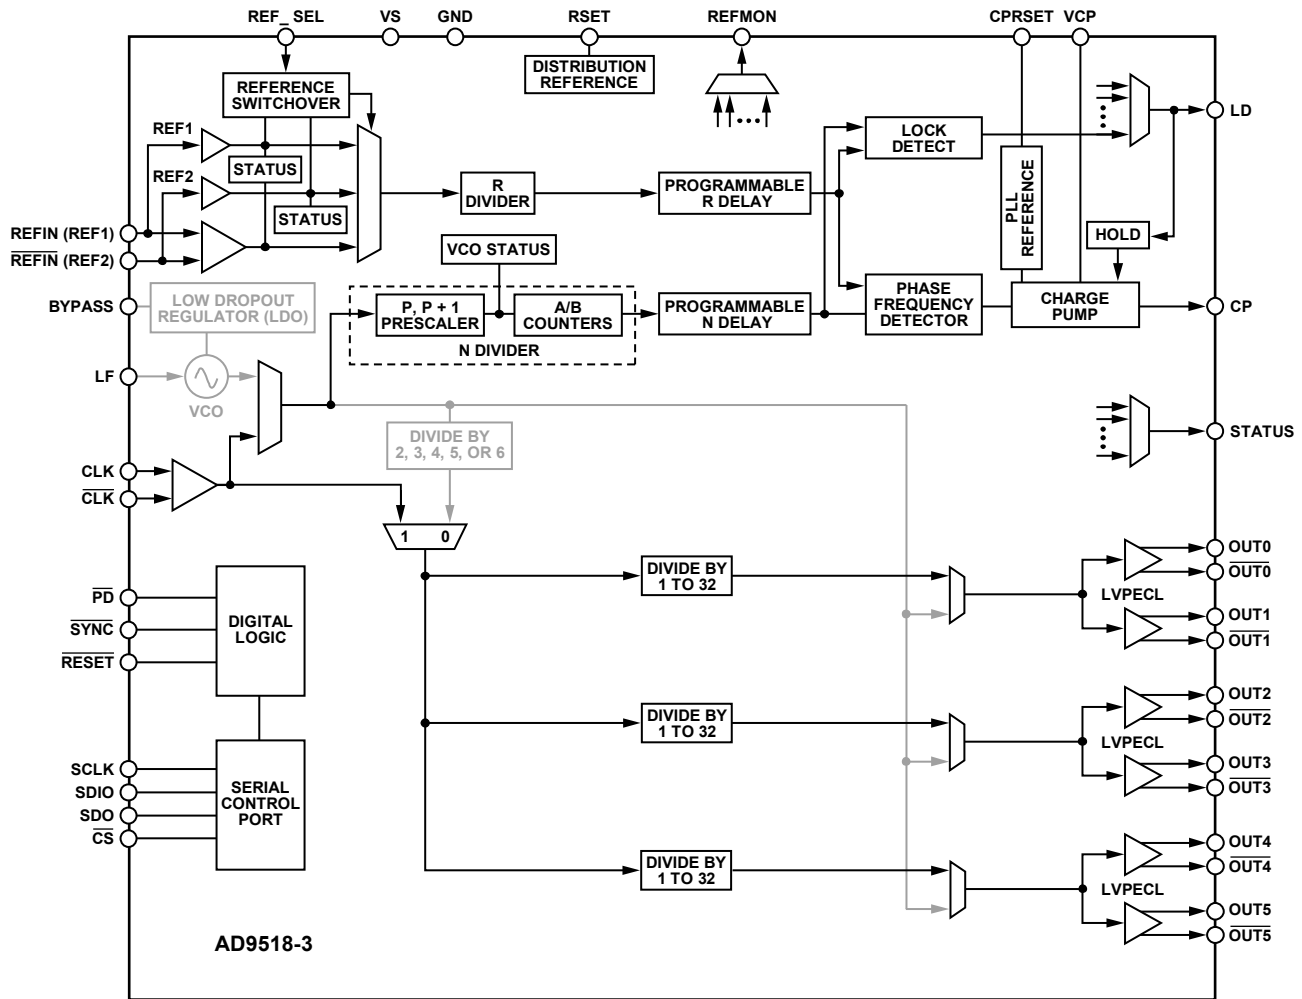 REF_ SEL
VS
GND
RSET
REFMON
CPRSET
VCP
DISTRIBUTION
REFERENCE
REFERENCE
SWITCHOVER
REF1
STATUS
REF2
STATUS
REFIN (REF1)
REFIN (REF2)
R
DIVIDER
PROGRAMMABLE
R DELAY
LOCK
DETECT
LD
PLL
REFERENCE
HOLD
VCO STATUS
BYPASS
LOW DROPOUT
REGULATOR (LDO)
P, P + 1
PRESCALER
A/B
COUNTERS
N DIVIDER
PROGRAMMABLE
N DELAY
PHASE
FREQUENCY
DETECTOR
CHARGE
PUMP
CP
LF
VCO
DIVIDE BY
2, 3, 4, 5, OR 6
STATUS
CLK
CLK
1
0
PD
SYNC
RESET
DIGITAL
LOGIC
DIVIDE BY
1 TO 32
LVPECL
OUT0
OUT0
OUT1
OUT1
DIVIDE BY
1 TO 32
LVPECL
OUT2
OUT2
OUT3
OUT3
SCLK
SDIO
SDO
CS
SERIAL
CONTROL
PORT
DIVIDE BY
1 TO 32
LVPECL
OUT4
OUT4
OUT5
OUT5
AD9518-3